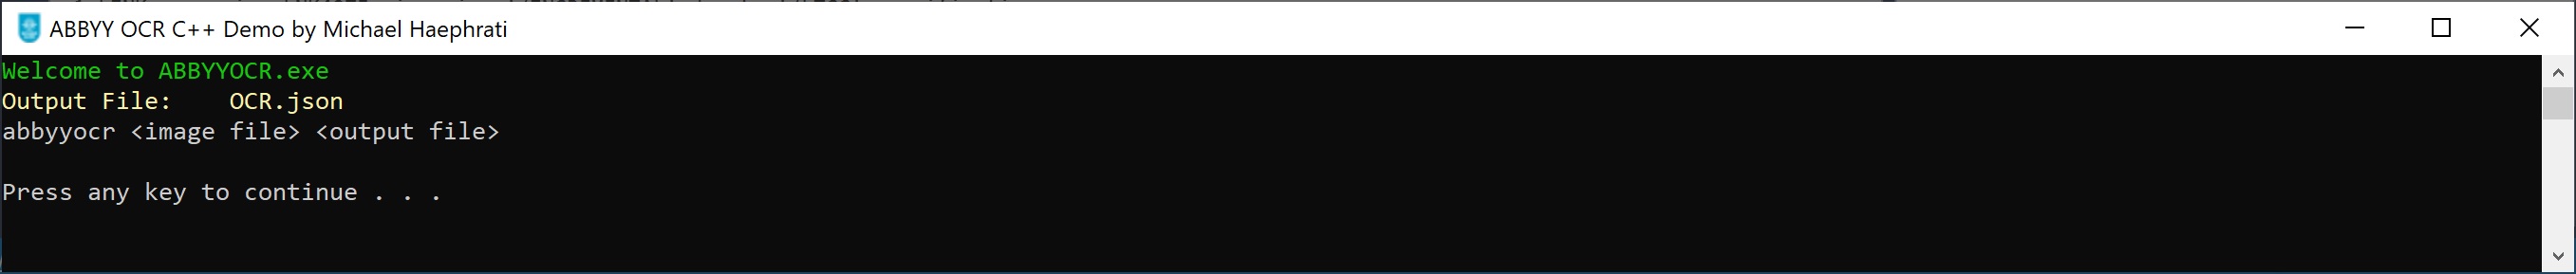 ABBYY OCR C++ Demo by Michael Haephrati
Welcome to ABBYYOCR.exe
Output File:    OCR.json
abbyyocr <image file> <output file>
Press any key to continue . . .